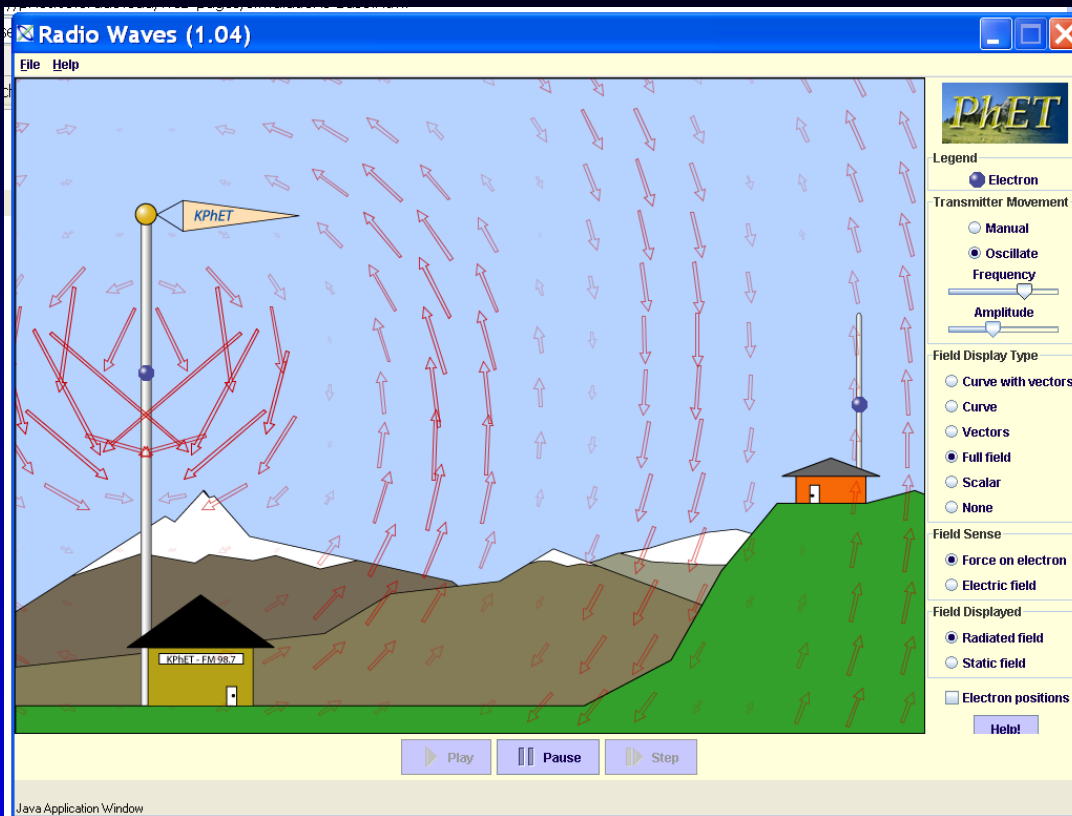 Radio Waves (1.04)
File Help
KPhET
KPhET - FM 98.7
PhET
Legend
Electron
Transmitter Movement
Manual
Oscillate
Frequency
Amplitude
Field Display Type
Curve with vectors
Curve
Vectors
Full field
Scalar
None
Field Sense
Force on electron
Electric field
Field Displayed
Radiated field
Static field
Electron positions
Help!
Play
Pause
Step
Java Application Window